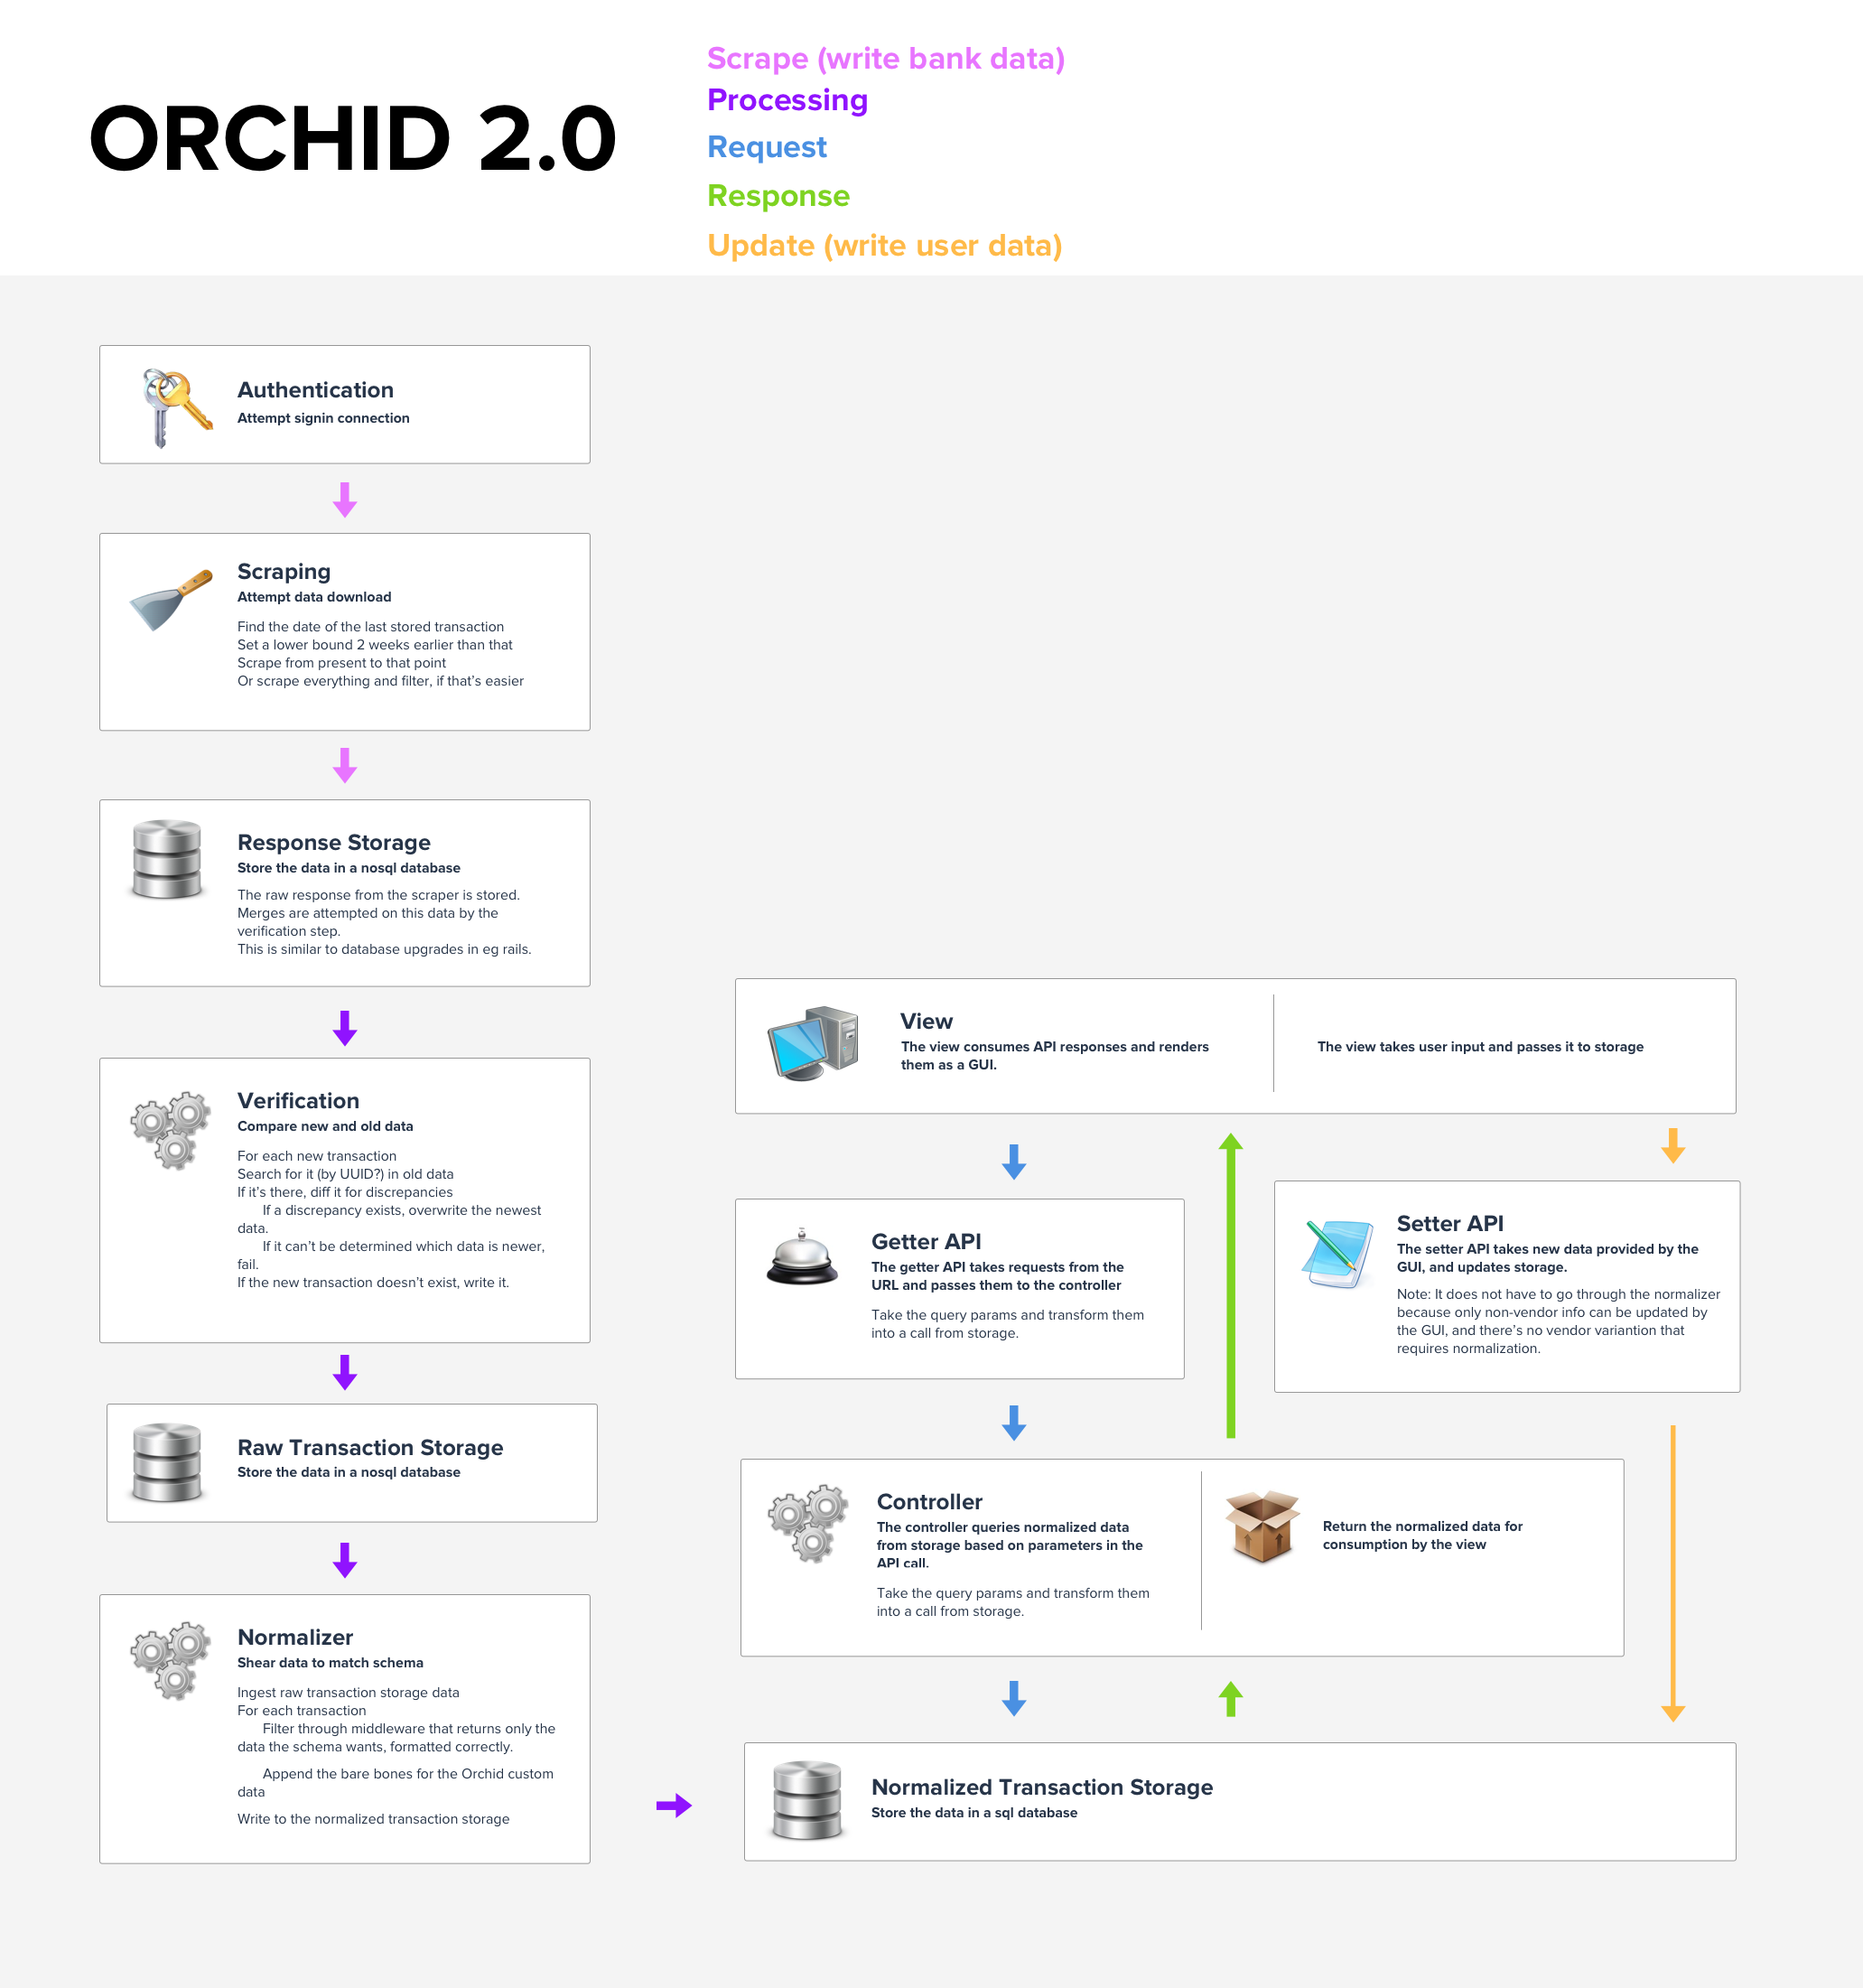 ORCHID 2.0
Scrape (write bank data)
Processing
Request
Response
Update (write user data)
Authentication
Attempt signin connection
Scraping
Attempt data download
Find the date of the last stored transaction
Set a lower bound 2 weeks earlier than that
Scrape from present to that point
Or scrape everything and filter, if that's easier
Response Storage
Store the data in a nosql database
The raw response from the scraper is stored.
Merges are attempted on this data by the
verification step.
This is similar to database upgrades in eg rails.
Verification
Compare new and old data
For each new transaction
Search for it (by UUID?) in old data
If it's there, diff it for discrepancies
If a discrepancy exists, overwrite the newest
data.
If it can't be determined which data is newer,
fail.
If the new transaction doesn't exist, write it.
Raw Transaction Storage
Store the data in a nosql database
Normalizer
Shear data to match schema
Ingest raw transaction storage data
For each transaction
Filter through middleware that returns only the
data the schema wants, formatted correctly.
Append the bare bones for the Orchid custom
data
Write to the normalized transaction storage
View
The view consumes API responses and renders
them as a GUI.
The view takes user input and passes it to storage
Getter API
The getter API takes requests from the
URL and passes them to the controller
Take the query params and transform them
into a call from storage.
Setter API
The setter API takes new data provided by the
GUI, and updates storage.
Note: It does not have to go through the normalizer
because only non-vendor info can be updated by
the GUI, and there's no vendor variantion that
requires normalization.
Controller
The controller queries normalized data
from storage based on parameters in the
API call.
Take the query params and transform them
into a call from storage.
Return the normalized data for
consumption by the view
Normalized Transaction Storage
Store the data in a sql database